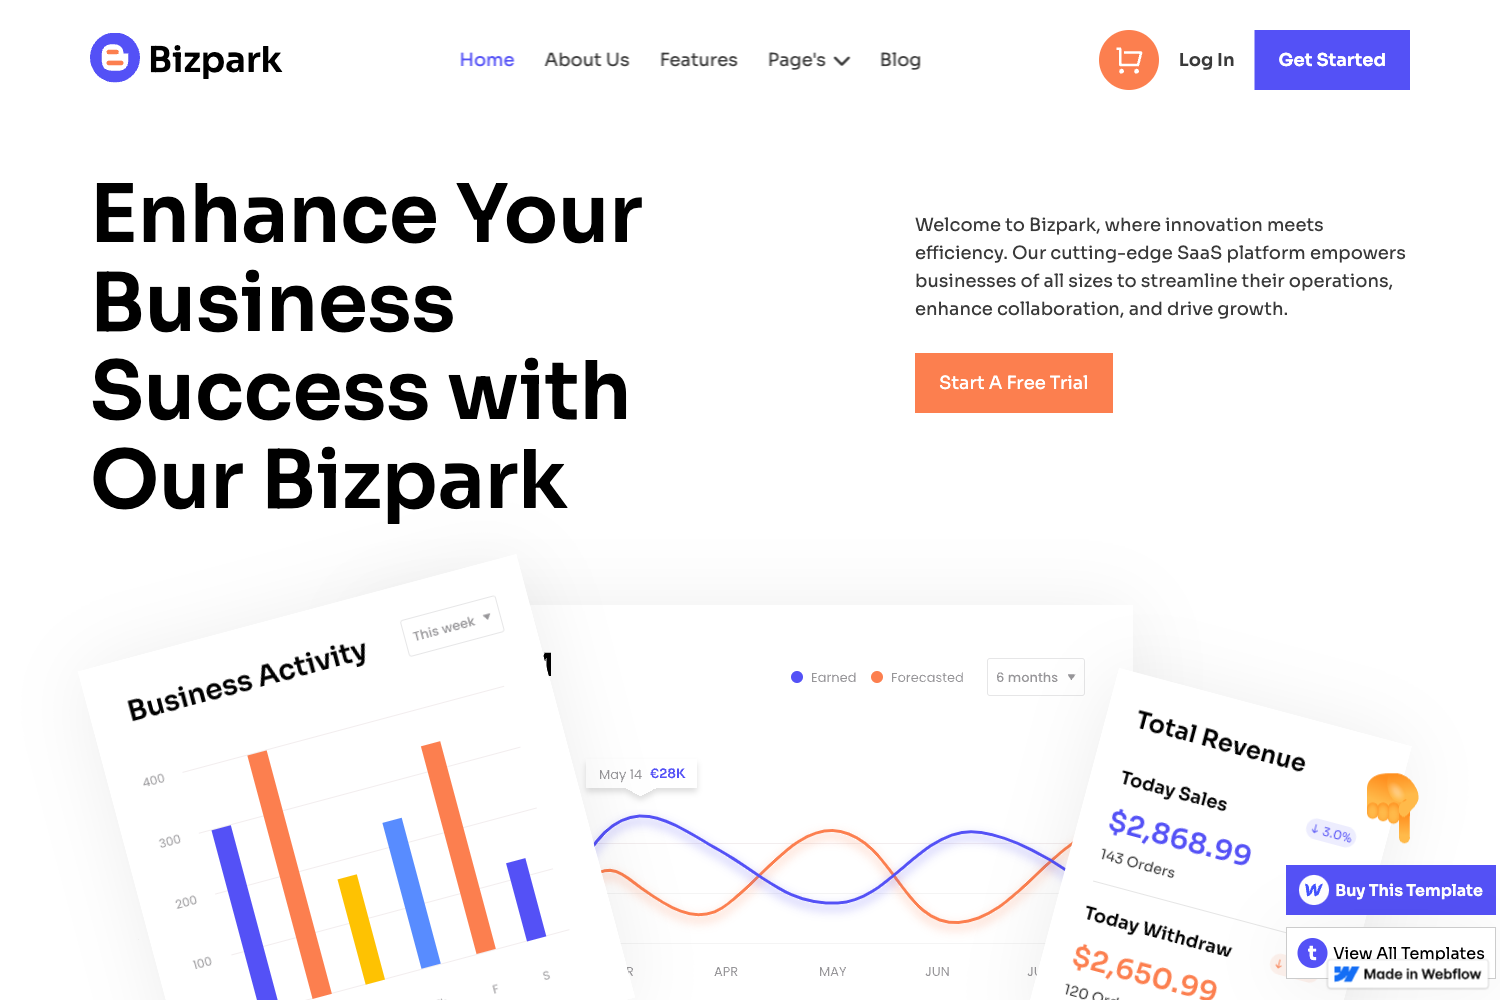 Bizpark
Home
About Us
Features
Page's
Blog
Log In
Get Started
Enhance Your
Business
Success with
Our Bizpark
Welcome to Bizpark, where innovation meets
efficiency. Our cutting-edge SaaS platform empowers
businesses of all sizes to streamline their operations,
enhance collaboration, and drive growth.
Start A Free Trial
Business Activity
This week
400
300
200
100
F
S
Earned
Forecasted
6 months
May 14 €28K
APR
MAY
JUN
Total Revenue
Today Sales
$2,868.99
↓ 3.0%
143 Orders
Today Withdraw
$2,650.99
120
Buy This Template
View All Templates
Made in Webflow